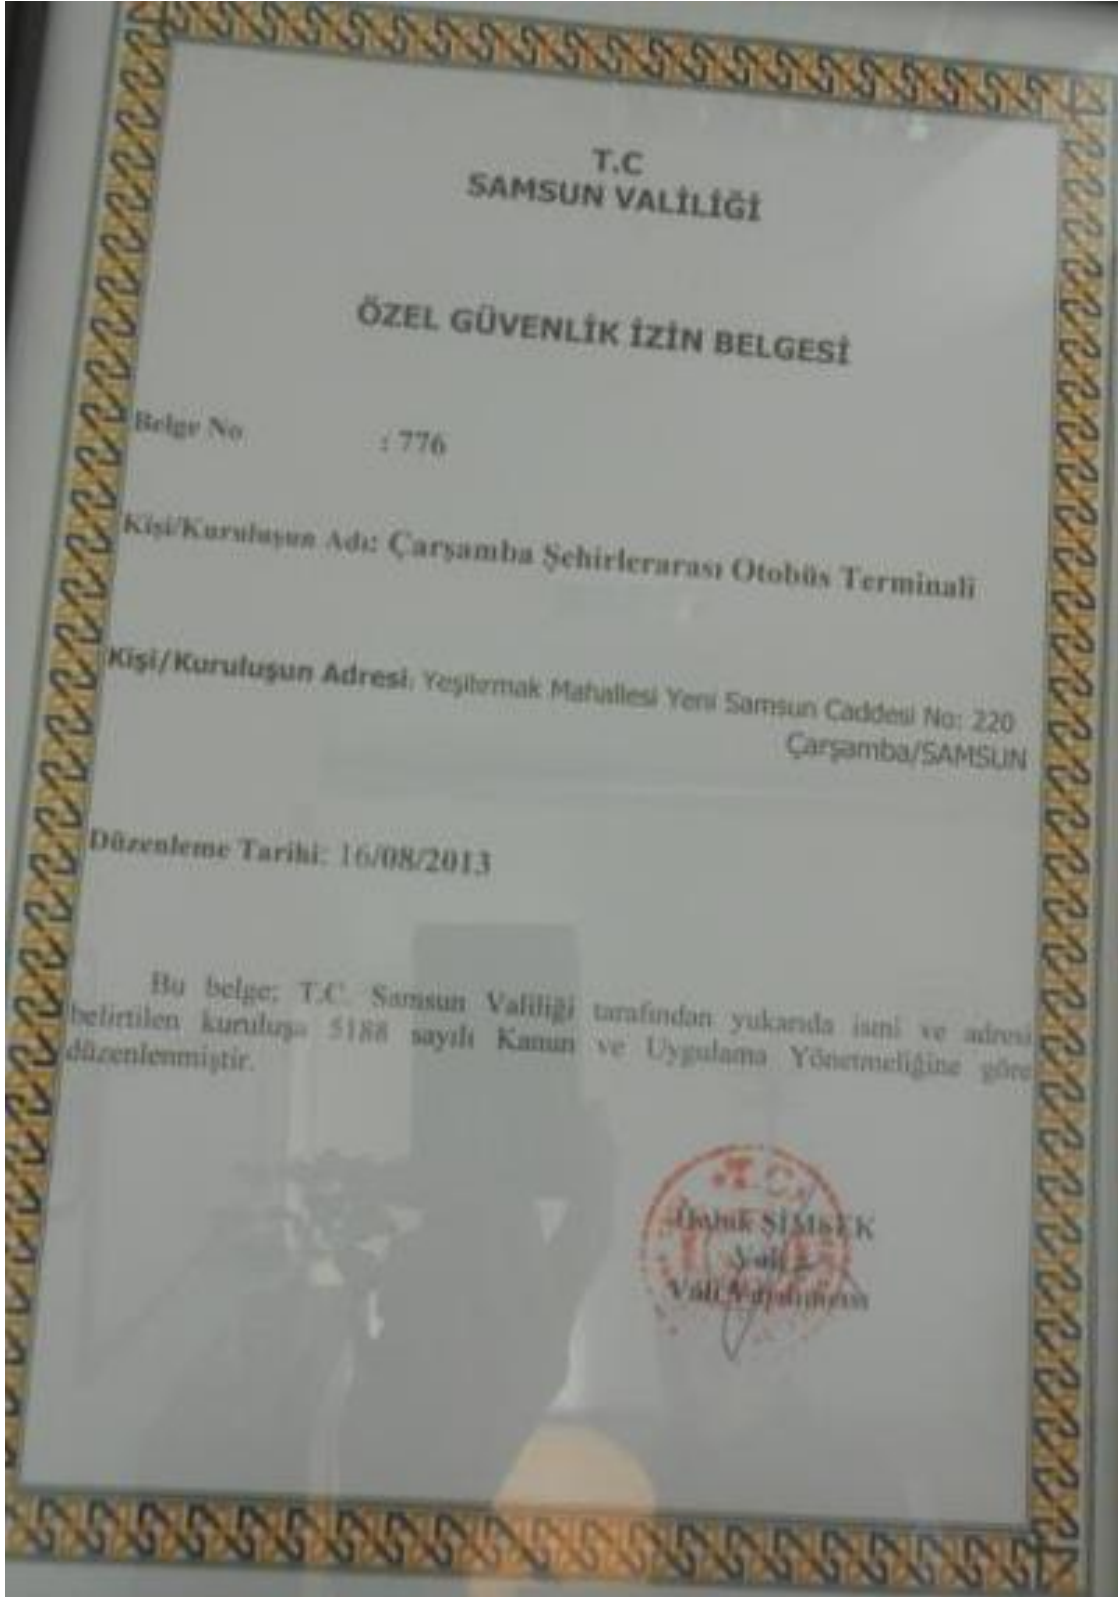 T.C
SAMSUN VALİLİĞİ
ÖZEL GÜVENLİK İZİN BELGESİ
Belge No : 776
Kişi/Kuruluşun Adı: Çarşamba Şehirlerarası Otobüs Terminali
Kişi/Kuruluşun Adresi: Yeşilırmak Mahallesi Yeni Samsun Caddesi No: 220
Çarşamba/SAMSUN
Düzenleme Tarihi: 16/08/2013
Bu belge; T.C. Samsun Valiliği tarafından yukarıda ismi ve adresi
belirtilen kuruluşa 5188 sayılı Kanun ve Uygulama Yönetmeliğine göre
düzenlenmiştir.
T.C.
ŞİMŞEK
Vali
Vali Yardımcısı